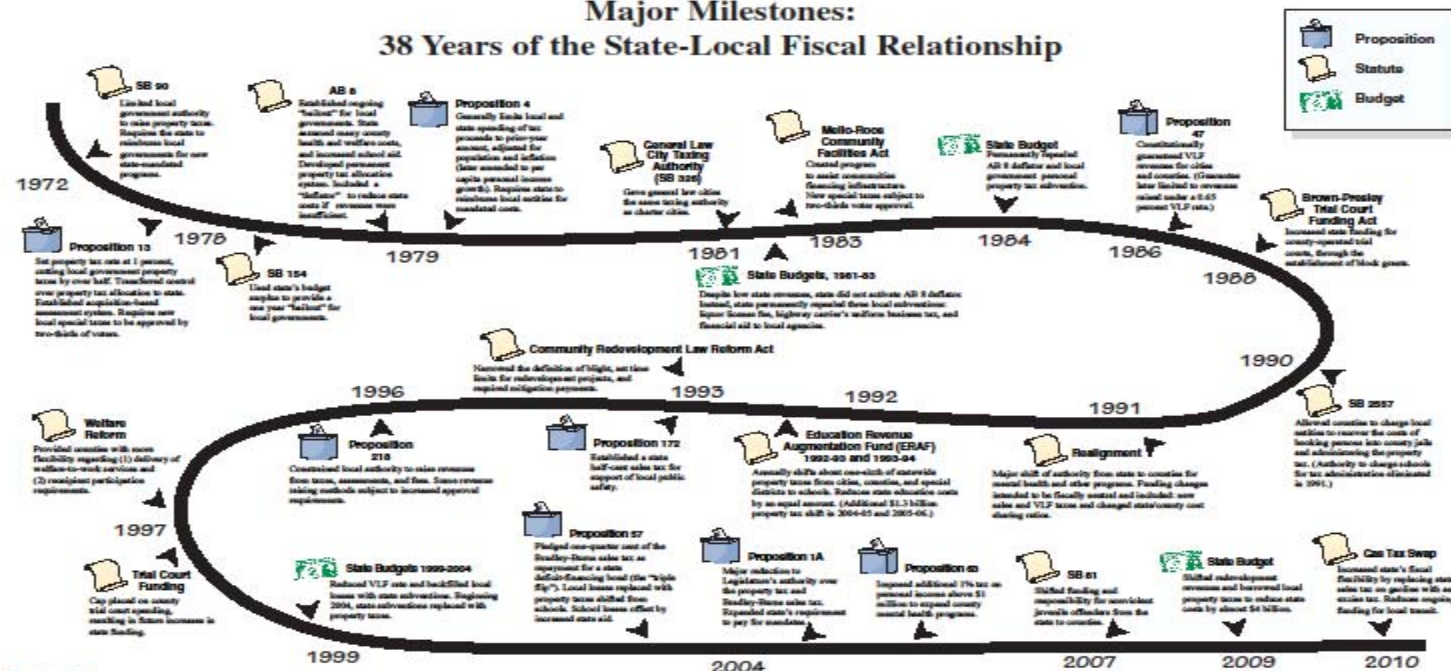 Major Milestones:
38 Years of the State-Local Fiscal Relationship
Proposition
Statute
Budget
SB 90
Limited local
government authority
to raise property taxes.
Requires the state to
reimburse local
governments for new
state-mandated
programs.
1972
AB 8
Established ongoing
"bailout" for local
governments. State
assumed many county
health and welfare costs,
and increased school aid.
Developed permanent
property tax allocation
system. Included a
"deflator" to reduce state
costs if revenues were
insufficient.
Proposition 4
Generally limits local and
state spending of tax
proceeds to prior-year
amount, adjusted for
population and inflation
(later amended to per
capita personal income
growth). Requires state to
reimburse local entities for
mandated costs.
General Law
City Taxing
Authority
(SB 326)
Gave general law cities
the same taxing authority
as charter cities.
Mello-Roos
Community
Facilities Act
Created program
to assist communities
financing infrastructure.
New special taxes subject to
two-thirds voter approval.
State Budget
Permanently repealed
AB 8 deflator and local
government personal
property tax subvention.
Proposition
47
Constitutionally
guaranteed VLF
revenues for cities
and counties. (Guarantee
later limited to revenues
raised under a 0.65
percent VLF rate.)
Brown-Presley
Trial Court
Funding Act
Increased state funding for
county-operated trial
courts, through the
establishment of block grants.
1978
1979
1981
1983
1984
1986
1988
Proposition 13
Set property tax rate at 1 percent,
cutting local government property
taxes by over half. Transferred control
over property tax allocation to state.
Established acquisition-based
assessment system. Requires new
local special taxes to be approved by
two-thirds of voters.
SB 154
Used state's budget
surplus to provide a
one year "bailout" for
local governments.
State Budgets, 1981-83
Despite low state revenues, state did not activate AB 8 deflator.
Instead, state permanently repealed three local subventions:
liquor license fee, highway carrier's uniform business tax, and
financial aid to local agencies.
Community Redevelopment Law Reform Act
Narrowed the definition of blight, set time
limits for redevelopment projects, and
required mitigation payments.
1990
1996
1993
1992
1991
SB 2557
Allowed counties to charge local
entities to recover the costs of
booking persons into county jails
and administering the property
tax. (Authority to charge schools
for tax administration eliminated
in 1991.)
Welfare
Reform
Provided counties with more
flexibility regarding (1) delivery of
welfare-to-work services and
(2) recipient participation
requirements.
Proposition
218
Constrained local authority to raise revenues
from taxes, assessments, and fees. Some revenue
raising methods subject to increased approval
requirements.
Proposition 172
Established a state
half-cent sales tax for
support of local public
safety.
Education Revenue
Augmentation Fund (ERAF)
1992-93 and 1993-94
Annually shifts about one-sixth of statewide
property taxes from cities, counties, and special
districts to schools. Reduces state education costs
by an equal amount. (Additional $1.3 billion
property tax shift in 2004-05 and 2005-06.)
Realignment
Major shift of authority from state to counties for
mental health and other programs. Funding changes
intended to be fiscally neutral and included: new
sales and VLF taxes and changed state/county cost
sharing ratios.
1997
Trial Court
Funding
Cap placed on county
trial court spending,
resulting in future increases in
state funding.
State Budgets 1999-2004
Reduced VLF rate and backfilled local
losses with state subventions. Beginning
2004, state subventions replaced with
property taxes.
Proposition 57
Pledged one-quarter cent of the
Bradley-Burns sales tax as
repayment for a state
deficit-financing bond (the "triple
flip"). Local losses replaced with
property taxes shifted from
schools. School losses offset by
increased state aid.
Proposition 1A
Major reduction to
Legislature's authority over
the property tax and
Bradley-Burns sales tax.
Expanded state's requirement
to pay for mandates.
Proposition 63
Imposed additional 1% tax on
personal income above $1
million to expand county
mental health programs.
SB 81
Shifted funding and
responsibility for nonviolent
juvenile offenders from the
state to counties.
State Budget
Shifted redevelopment
revenues and borrowed local
property taxes to reduce state
costs by almost $4 billion.
Gas Tax Swap
Increased state's fiscal
flexibility by replacing state
sales tax on gasoline with an
excise tax. Reduces ongoing
funding for local transit.
1999
2004
2007
2009
2010